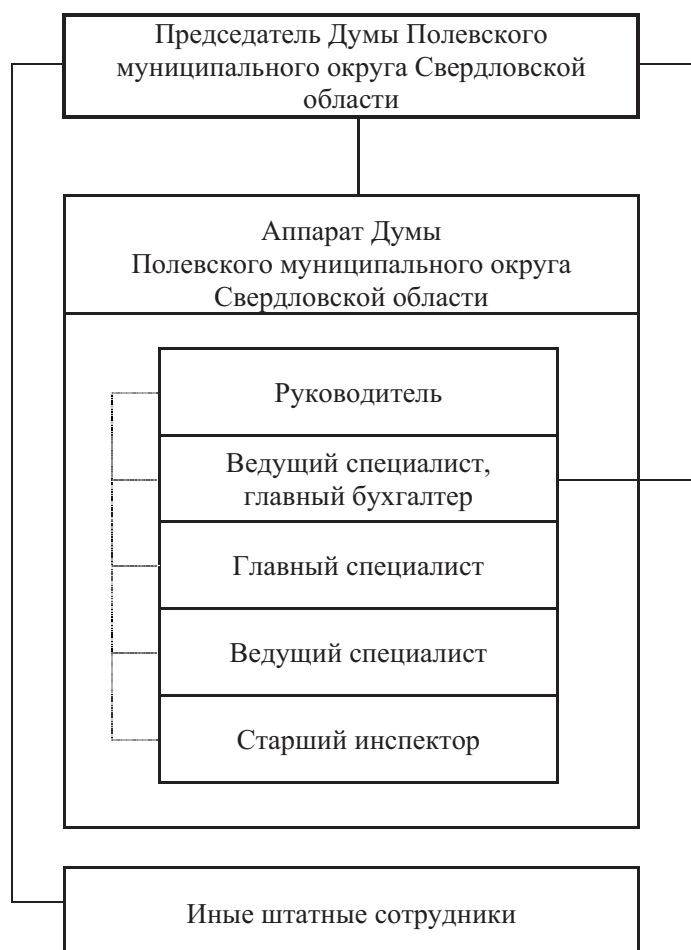 Председатель Думы Полевского
муниципального округа Свердловской
области
Аппарат Думы
Полевского муниципального округа
Свердловской области
Руководитель
Ведущий специалист,
главный бухгалтер
Главный специалист
Ведущий специалист
Старший инспектор
Иные штатные сотрудники